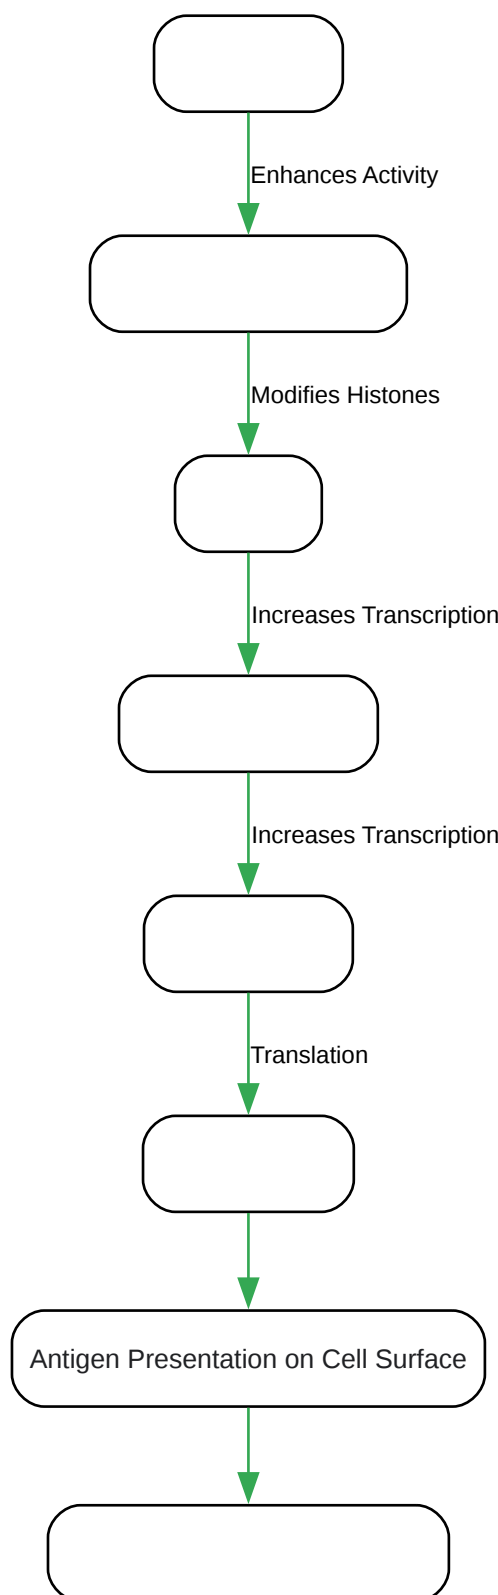 Enhances Activity
Modifies Histones
Increases Transcription
Increases Transcription
Translation
Antigen Presentation on Cell Surface